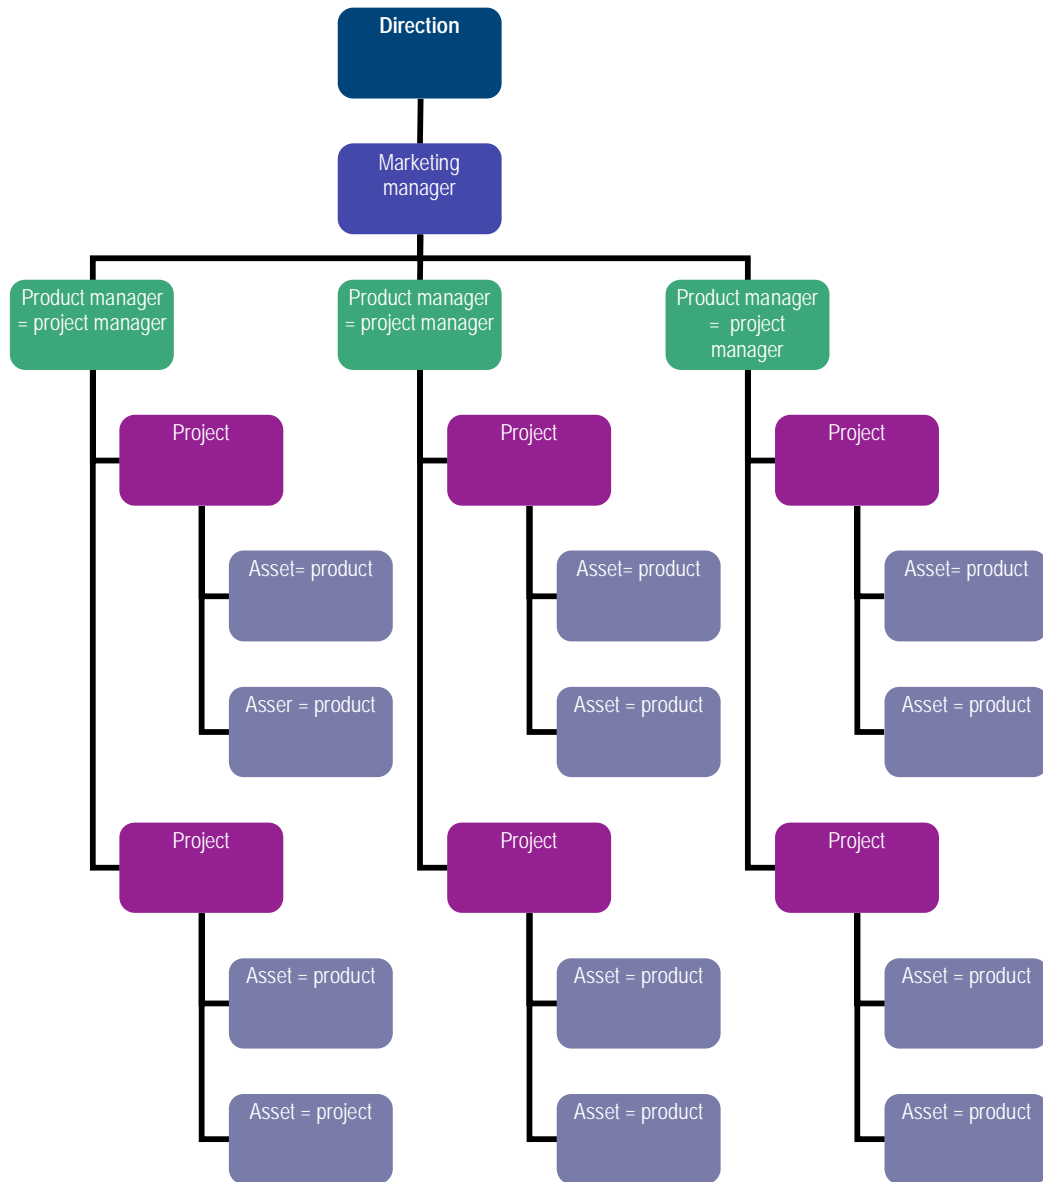 Direction
Marketing
manager
Product manager
= project manager
Product manager
= project manager
Product manager
= project
manager
Project
Project
Project
Asset= product
Asset= product
Asset= product
Asser = product
Asset = product
Asset = product
Project
Project
Project
Asset = product
Asset = product
Asset = product
Asset = project
Asset = product
Asset = product